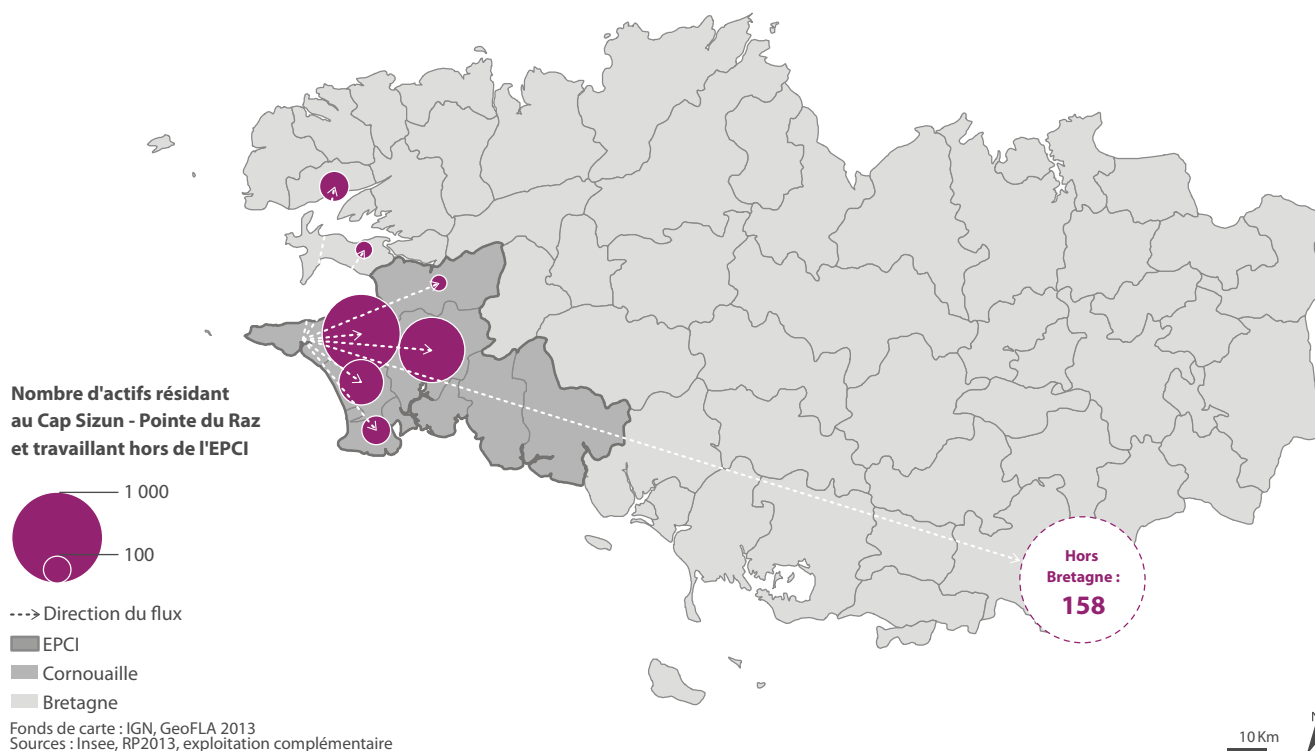 Nombre d'actifs résidant
au Cap Sizun - Pointe du Raz
et travaillant hors de l'EPCI
1 000
100
Direction du flux
EPCI
Cornouaille
Bretagne
Fonds de carte : IGN, GeoFLA 2013
Sources : Insee, RP2013, exploitation complémentaire
Hors
Bretagne :
158
10 Km